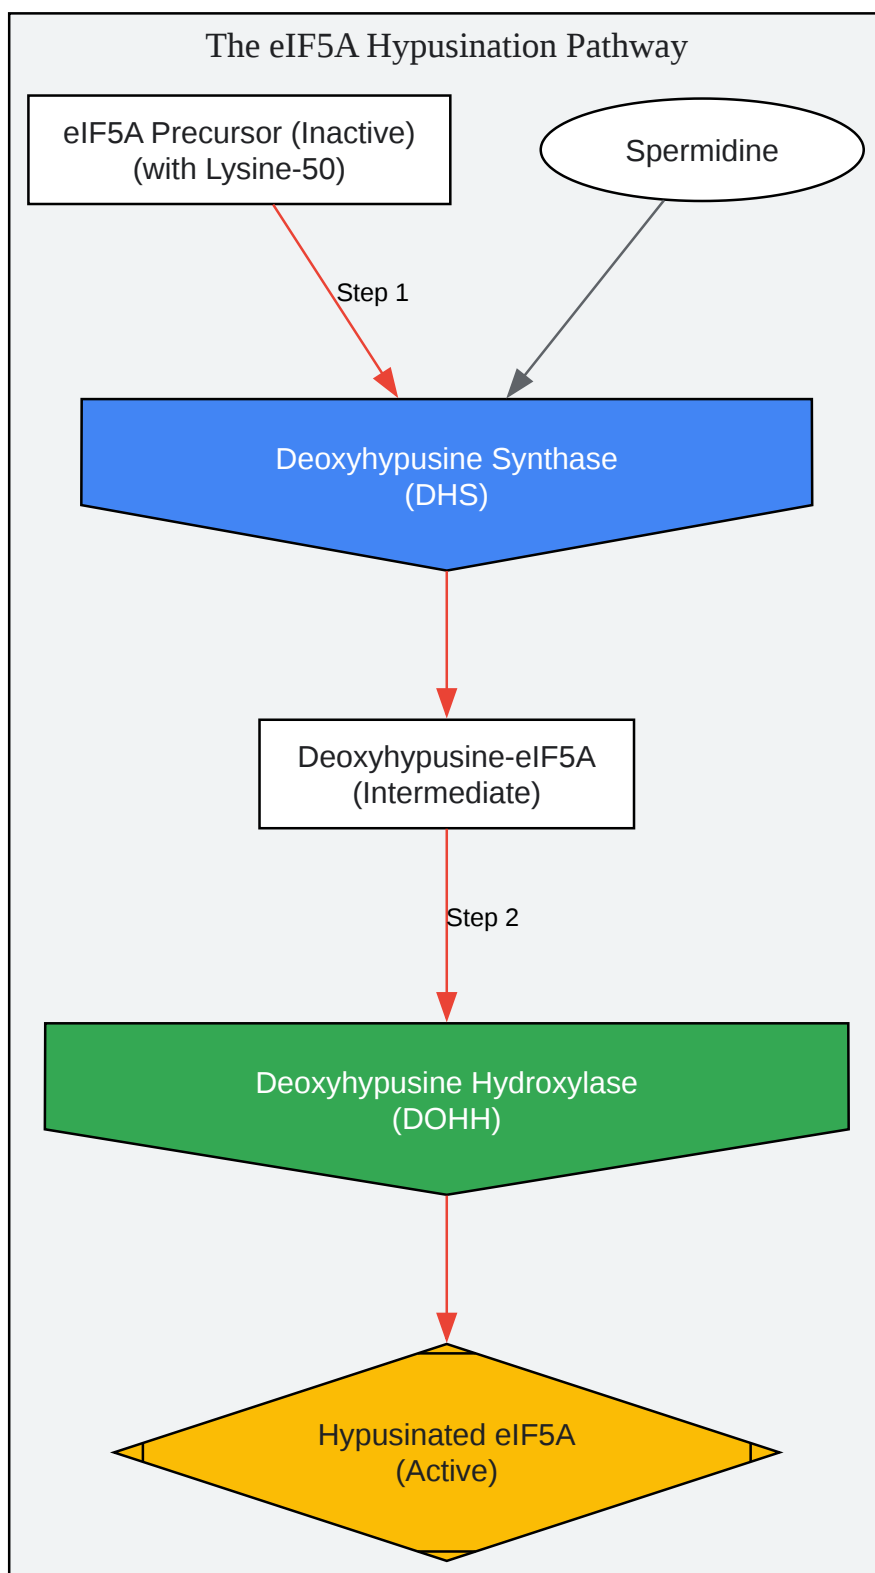 The eIF5A Hypusination Pathway
eIF5A Precursor (Inactive)
(with Lysine-50)
Spermidine
Step 1
Deoxyhypusine Synthase
(DHS)
Deoxyhypusine-eIF5A
(Intermediate)
Step 2
Deoxyhypusine Hydroxylase
(DOHH)
Hypusinated eIF5A
(Active)